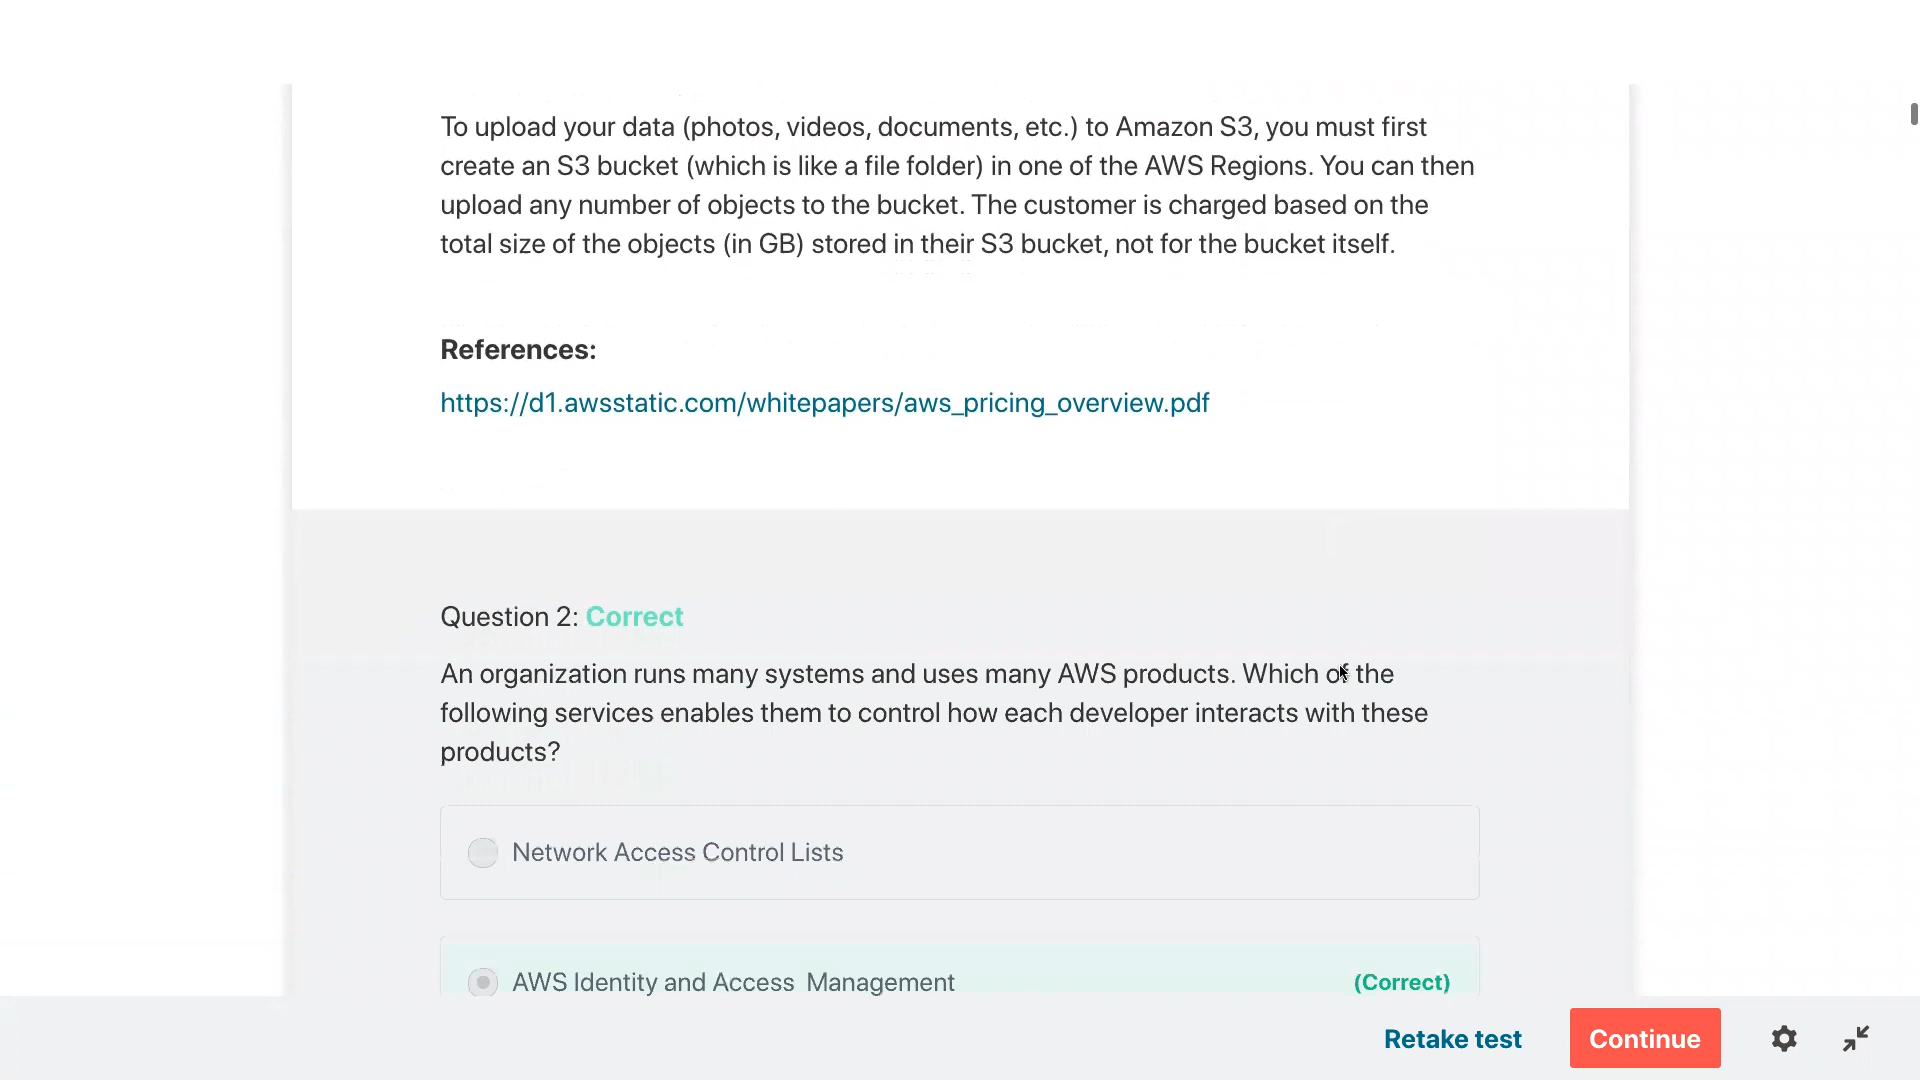 To upload your data (photos, videos, documents, etc.) to Amazon S3, you must first
create an S3 bucket (which is like a file folder) in one of the AWS Regions. You can then
upload any number of objects to the bucket. The customer is charged based on the
total size of the objects (in GB) stored in their S3 bucket, not for the bucket itself.
References:
https://d1.awsstatic.com/whitepapers/aws_pricing_overview.pdf
Question 2: Correct
An organization runs many systems and uses many AWS products. Which of the
following services enables them to control how each developer interacts with these
products?
Network Access Control Lists
AWS Identity and Access Management (Correct)
Retake test Continue